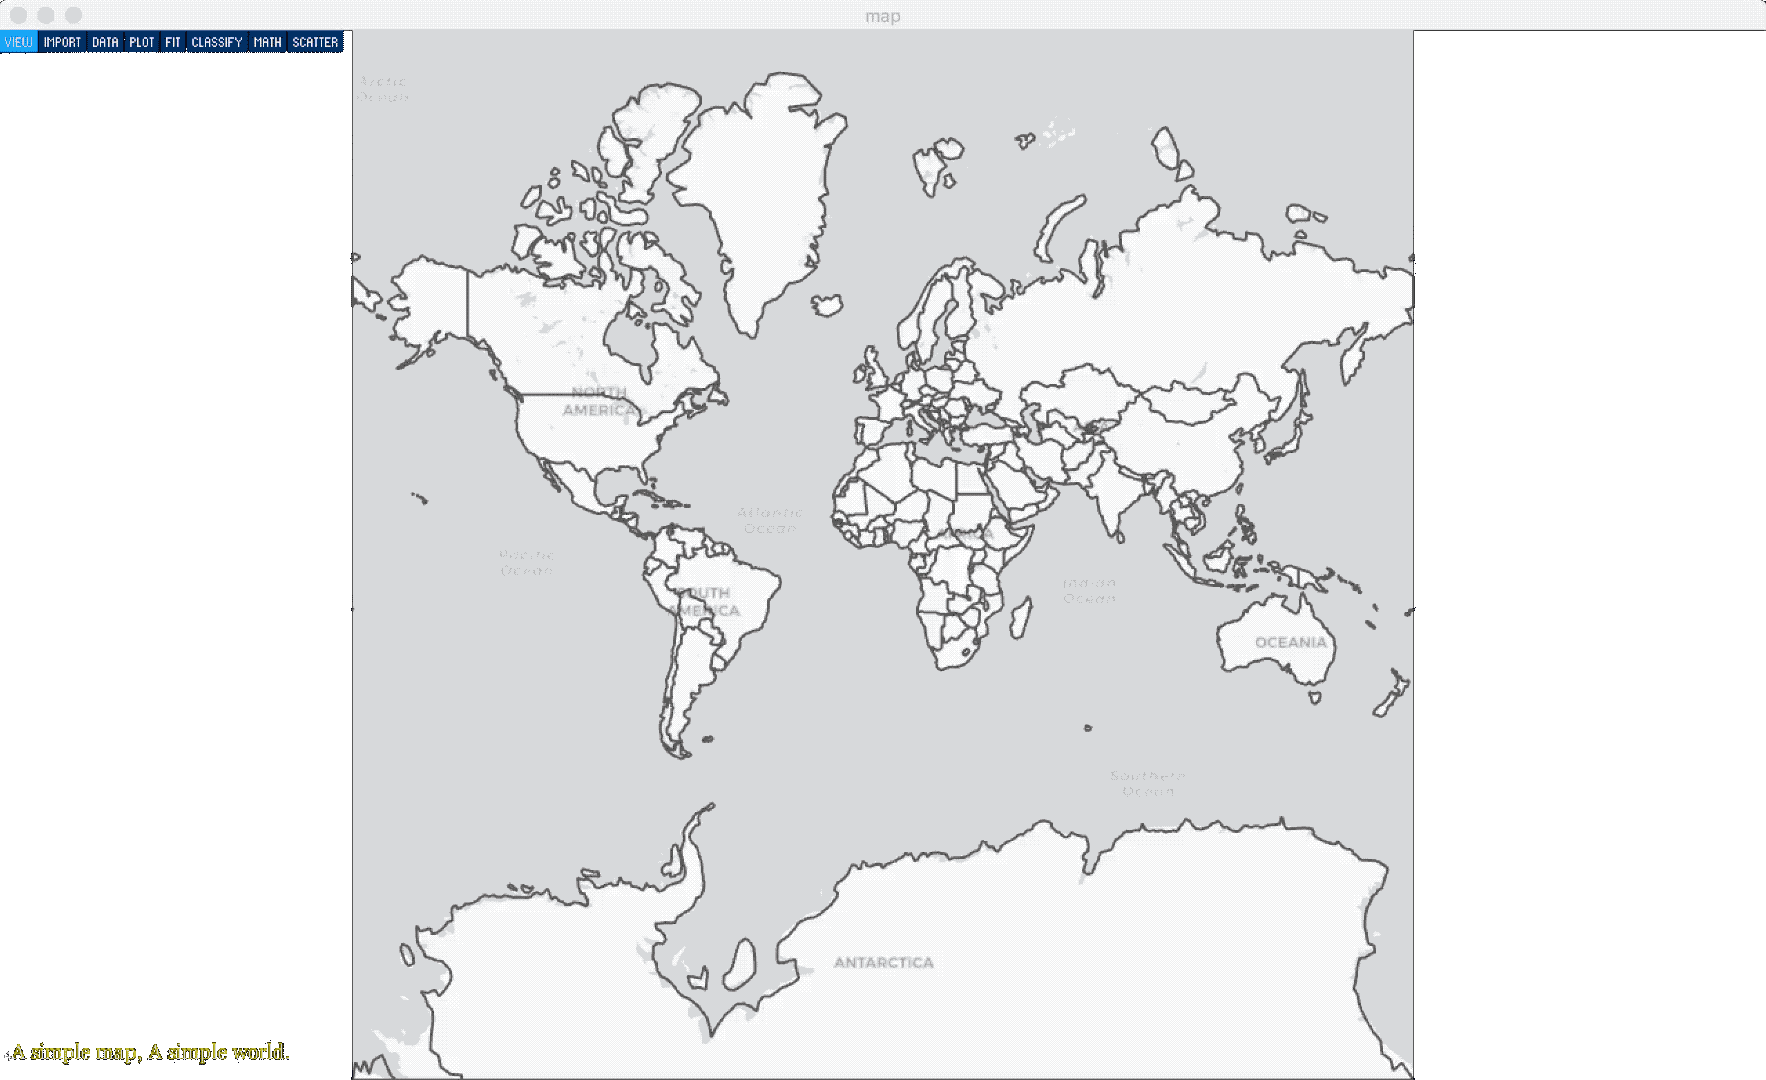 map
VIEW IMPORT DATA PLOT FIT CLASSIFY MATH SCATTER
Arctic
Ocean
NORTH
AMERICA
Atlantic
Ocean
AFRICA
Pacific
Ocean
Indian
Ocean
SOUTH
AMERICA
OCEANIA
Southern
Ocean
ANTARCTICA
A simple map, A simple world.